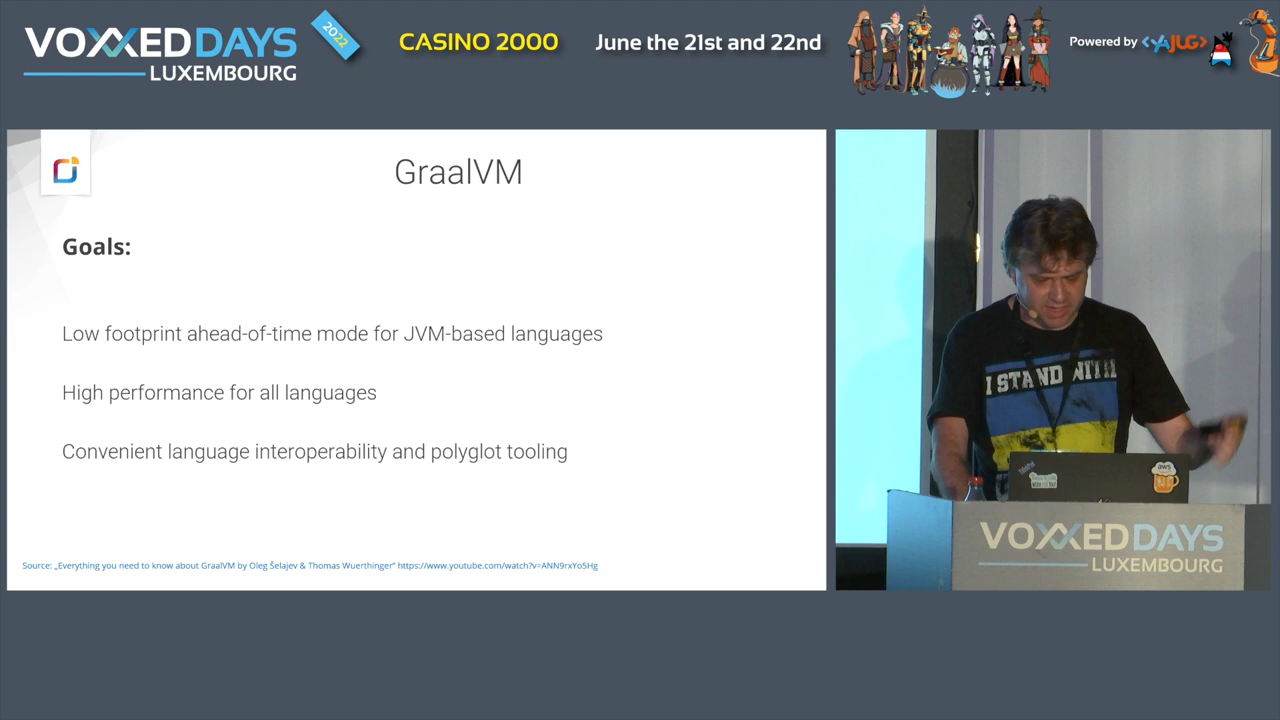 VOXXED DAYS
LUXEMBOURG
2022
CASINO 2000
June the 21st and 22nd
Powered by <YAJUG>
GraalVM
Goals:
Low footprint ahead-of-time mode for JVM-based languages
High performance for all languages
Convenient language interoperability and polyglot tooling
Source: „Everything you need to know about GraalVM by Oleg Šelajev & Thomas Wuerthinger“ https://www.youtube.com/watch?v=ANN9rxYo5Hg
I STAND WITH
aws
VOXXED DAYS
LUXEMBOURG